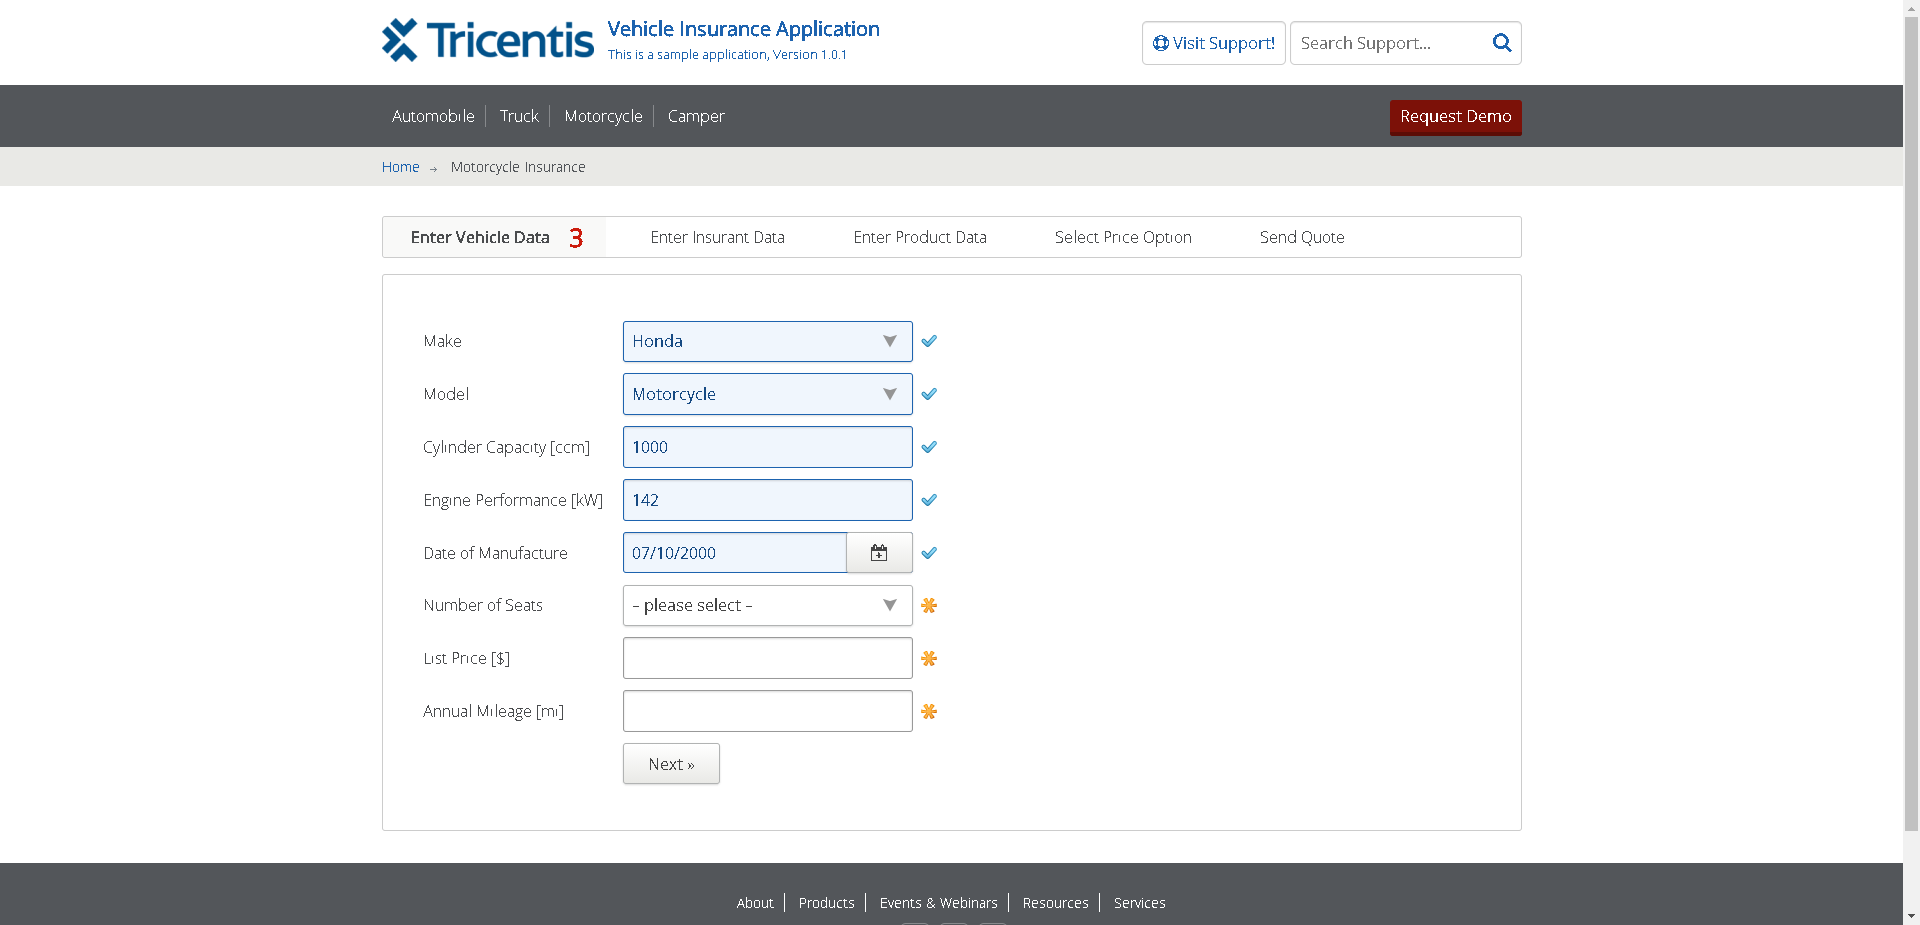 Tricentis
Vehicle Insurance Application
This is a sample application, Version 1.0.1
Visit Support!
Search Support...
Automobile
Truck
Motorcycle
Camper
Request Demo
Home → Motorcycle Insurance
Enter Vehicle Data 3
Enter Insurant Data
Enter Product Data
Select Price Option
Send Quote
Make
Honda
Model
Motorcycle
Cylinder Capacity [ccm]
1000
Engine Performance [kW]
142
Date of Manufacture
07/10/2000
Number of Seats
– please select –
List Price [$]
Annual Mileage [mi]
Next »
About
Products
Events & Webinars
Resources
Services